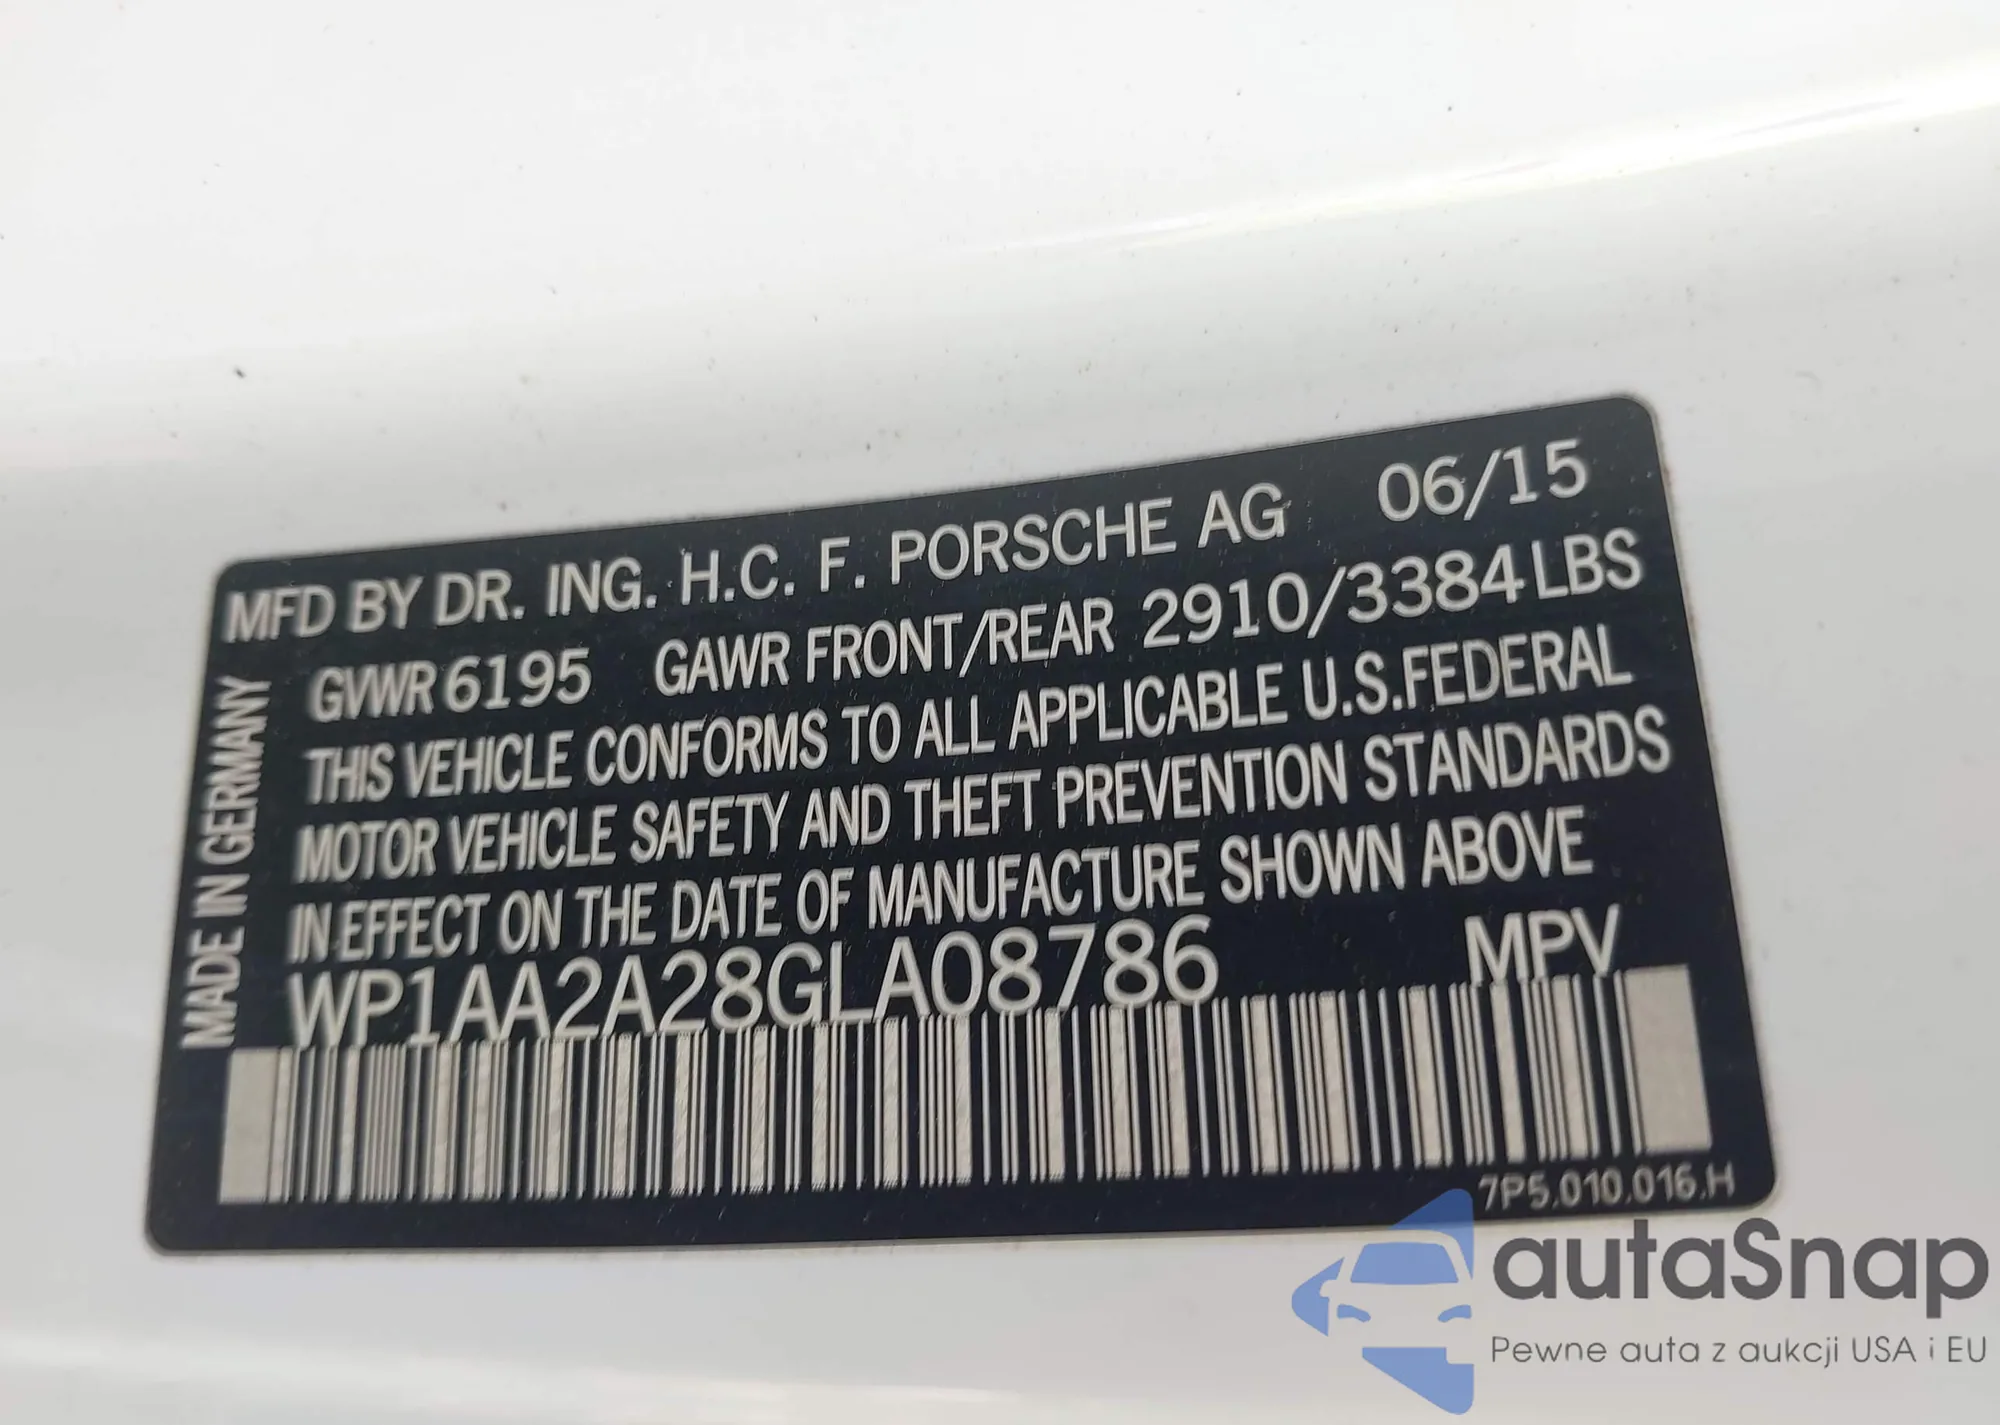 MFD BY DR. ING. H.C. F. PORSCHE AG 06/15
GVWR 6195 GAWR FRONT/REAR 2910/3384 LBS
THIS VEHICLE CONFORMS TO ALL APPLICABLE U.S.FEDERAL
MOTOR VEHICLE SAFETY AND THEFT PREVENTION STANDARDS
IN EFFECT ON THE DATE OF MANUFACTURE SHOWN ABOVE
WP1AA2A28GLA08786 MPV
MADE IN GERMANY
7P5.010.016.H
autaSnap
Pewne auta z aukcji USA i EU